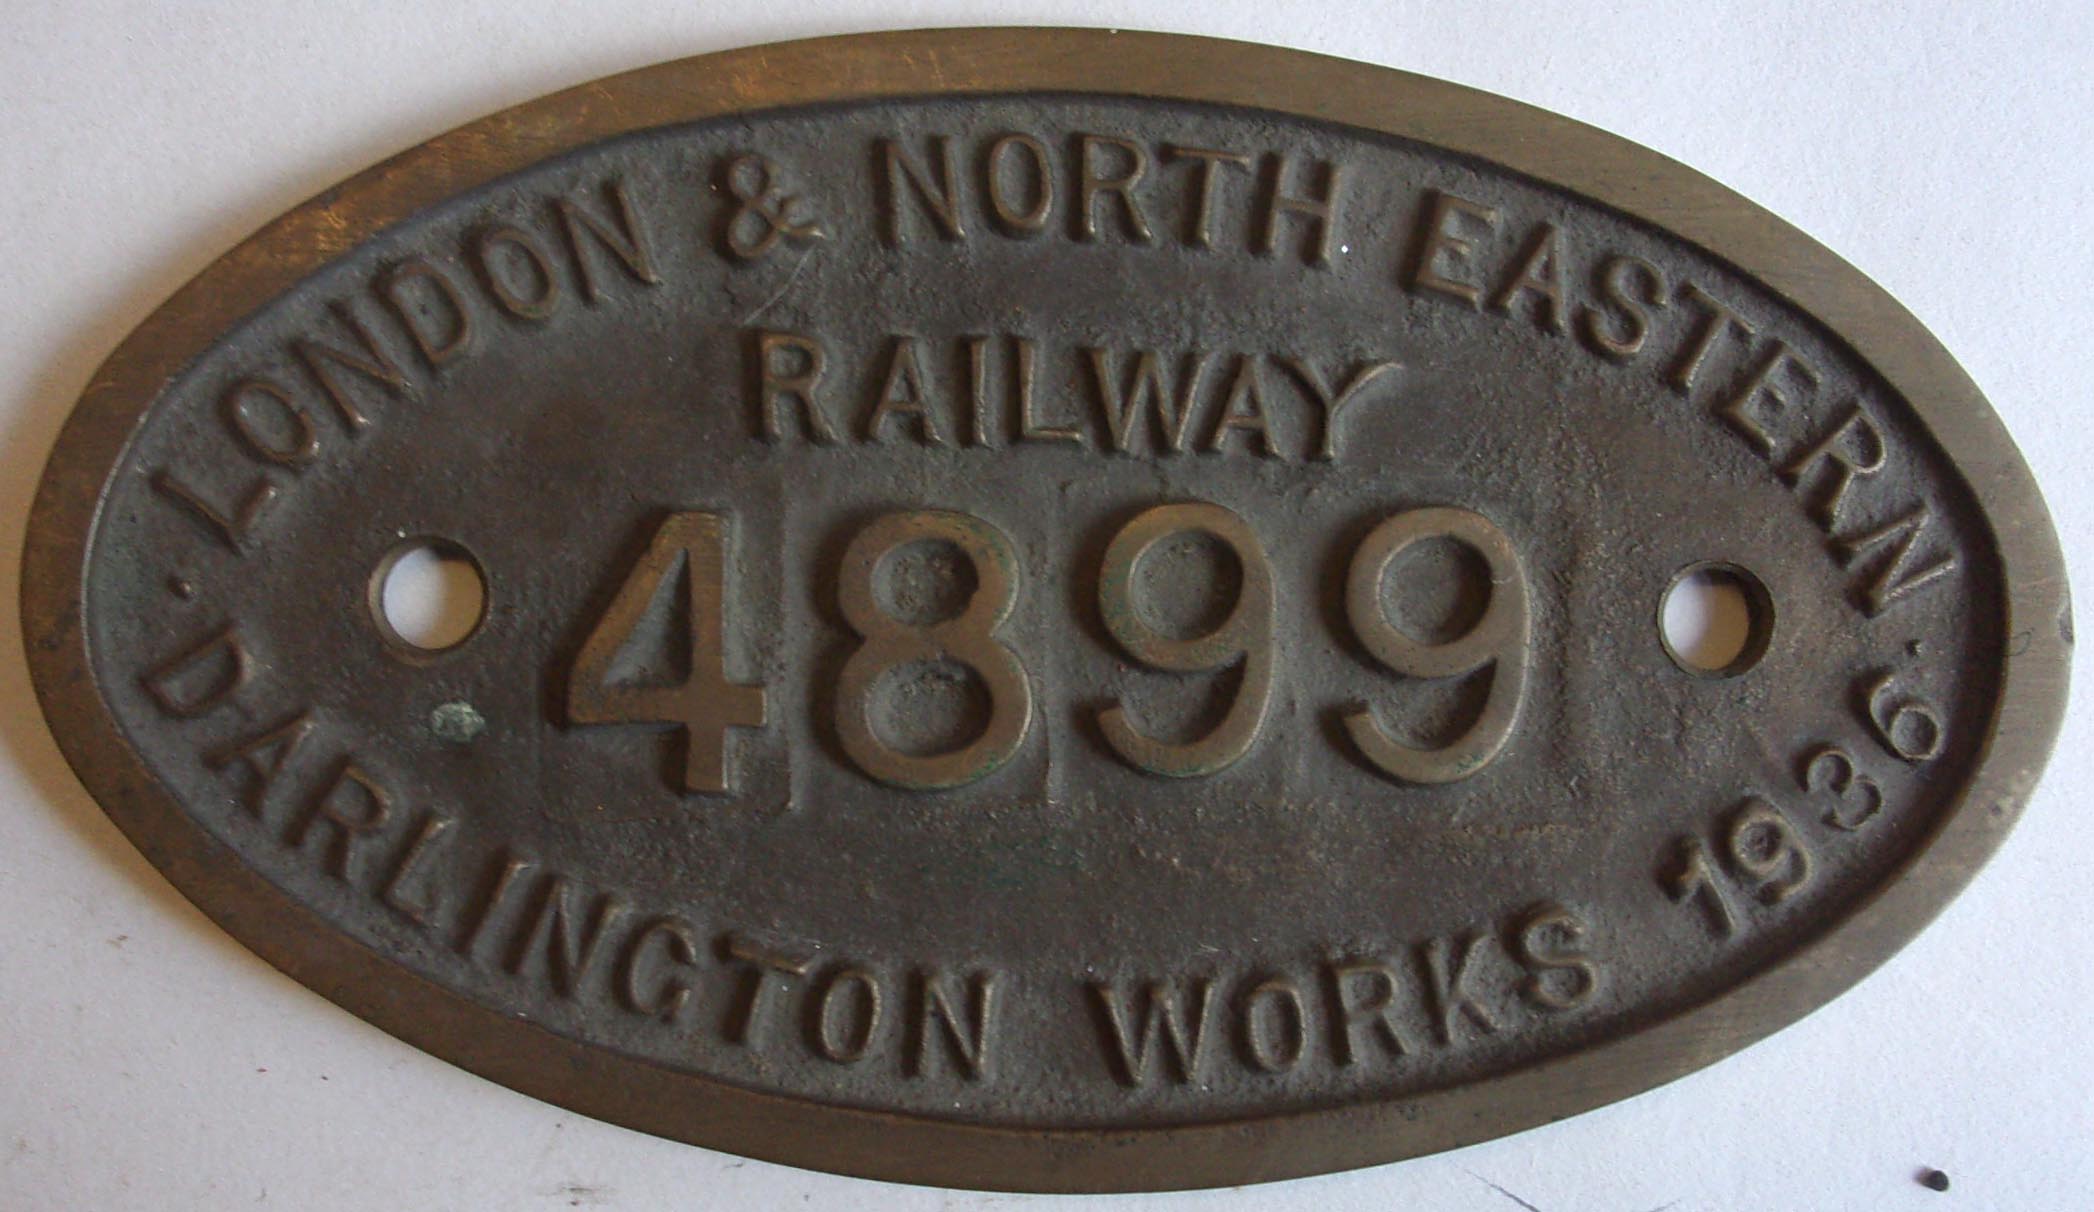 LONDON & NORTH EASTERN
RAILWAY
4899
DARLINGTON WORKS 1936